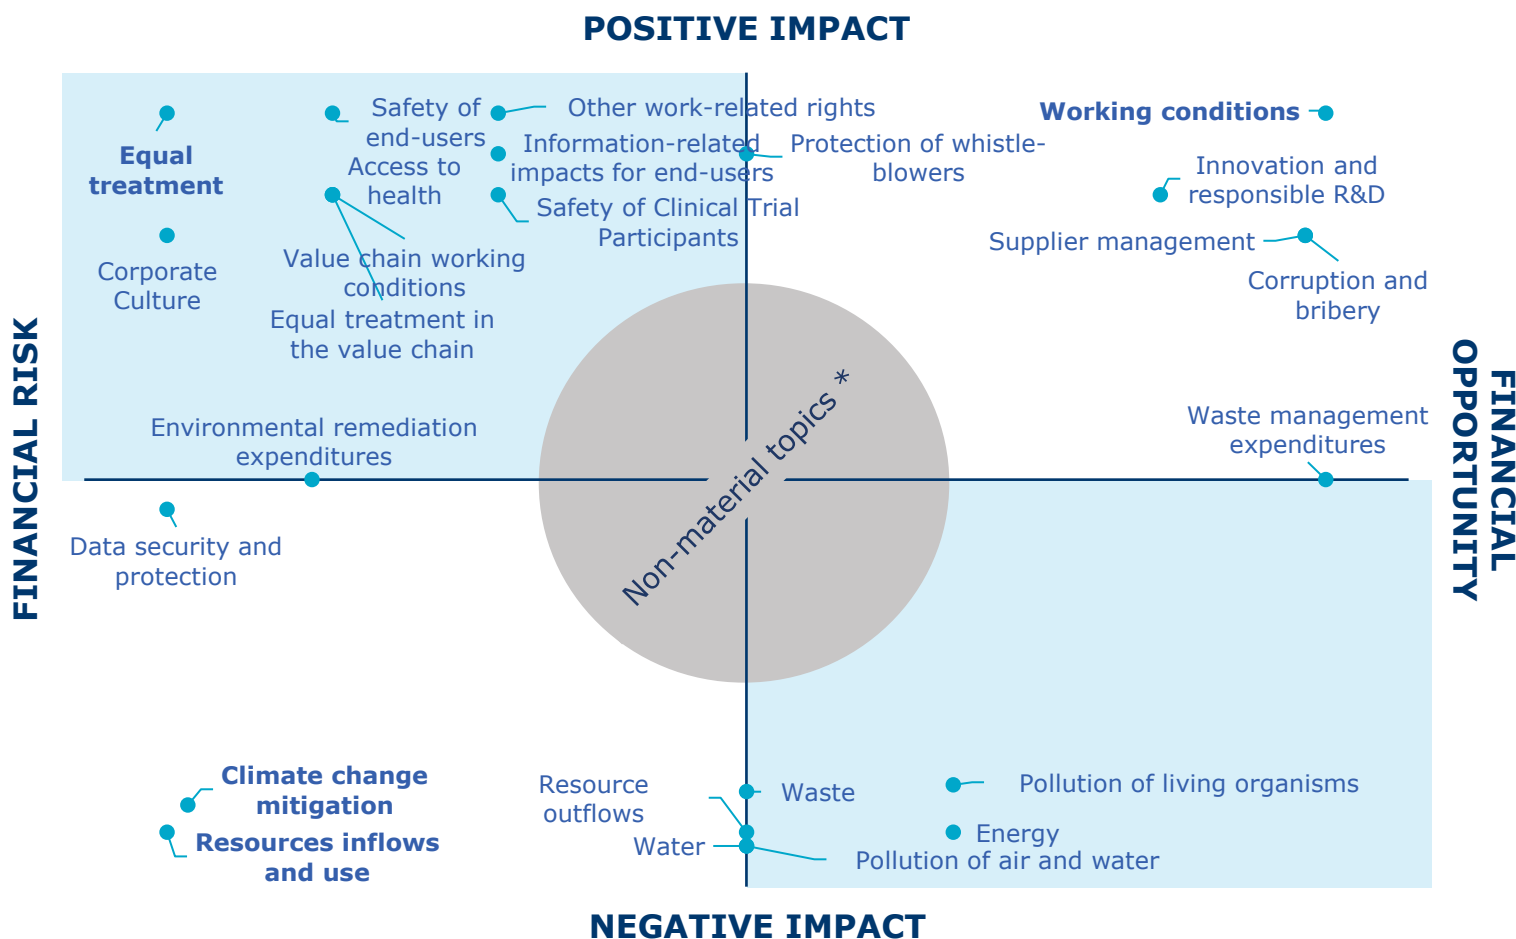 POSITIVE IMPACT
Safety of
end-users
Other work-related rights
Working conditions
Equal
treatment
Information-related
impacts for end-users
Protection of whistle-
blowers
Access to
health
Innovation and
responsible R&D
Safety of Clinical Trial
Participants
Supplier management
Corporate
Culture
Value chain working
conditions
Corruption and
bribery
Equal treatment in
the value chain
FINANCIAL RISK
FINANCIAL
OPPORTUNITY
Non-material topics *
Environmental remediation
expenditures
Waste management
expenditures
Data security and
protection
Climate change
mitigation
Resource
outflows
Waste
Pollution of living organisms
Resources inflows
and use
Water
Energy
Pollution of air and water
NEGATIVE IMPACT